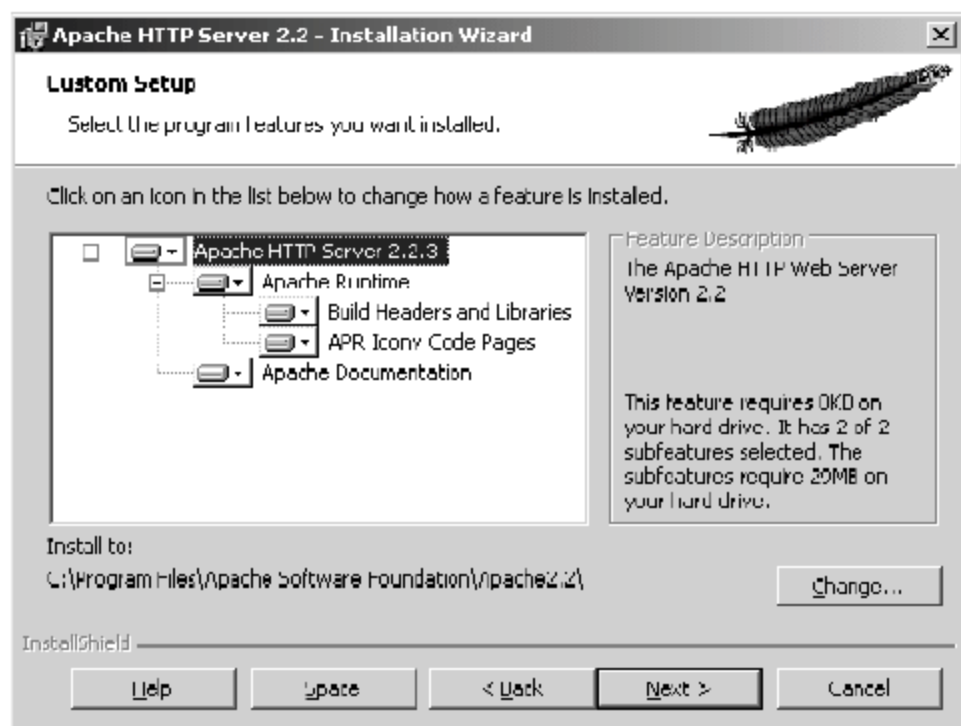 Apache HTTP Server 2.2 - Installation Wizard
Custom Setup
Select the program features you want installed.
Click on an icon in the list below to change how a feature is installed.
Apache HTTP Server 2.2.3
Apache Runtime
Build Headers and Libraries
APR Iconv Code Pages
Apache Documentation
Feature Description
The Apache HTTP Web Server
Version 2.2
This feature requires 0KB on
your hard drive. It has 2 of 2
subfeatures selected. The
subfeatures require 29MB on
your hard drive.
Install to:
C:\Program Files\Apache Software Foundation\Apache2.2\
Change...
InstallShield
Help
Space
< Back
Next >
Cancel